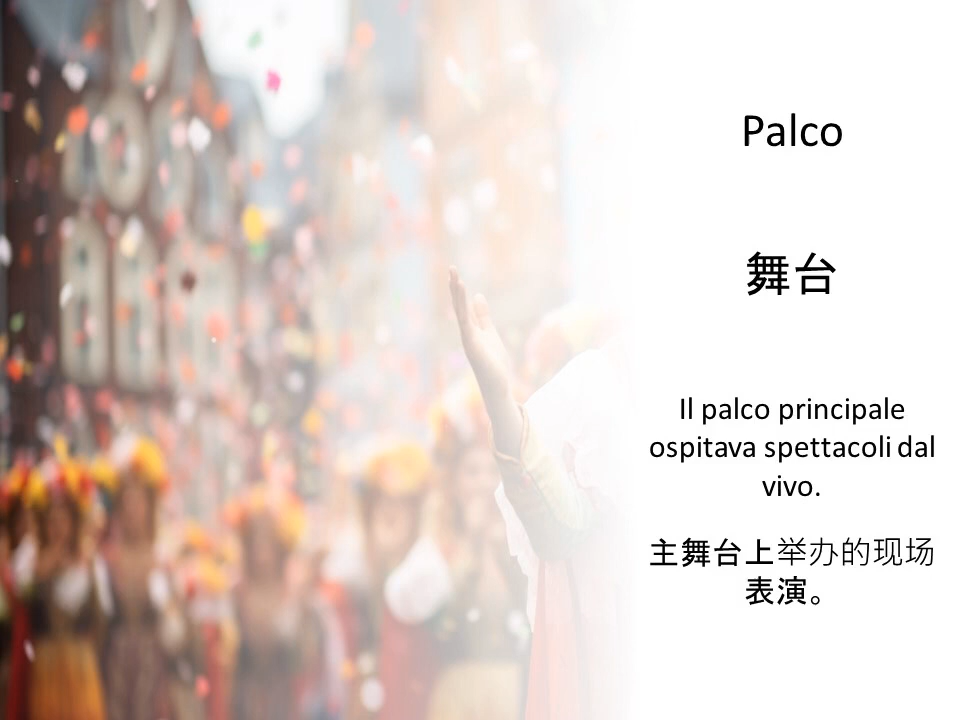 Palco
舞台
Il palco principale
ospitava spettacoli dal
vivo.
主舞台上举办的现场
表演。